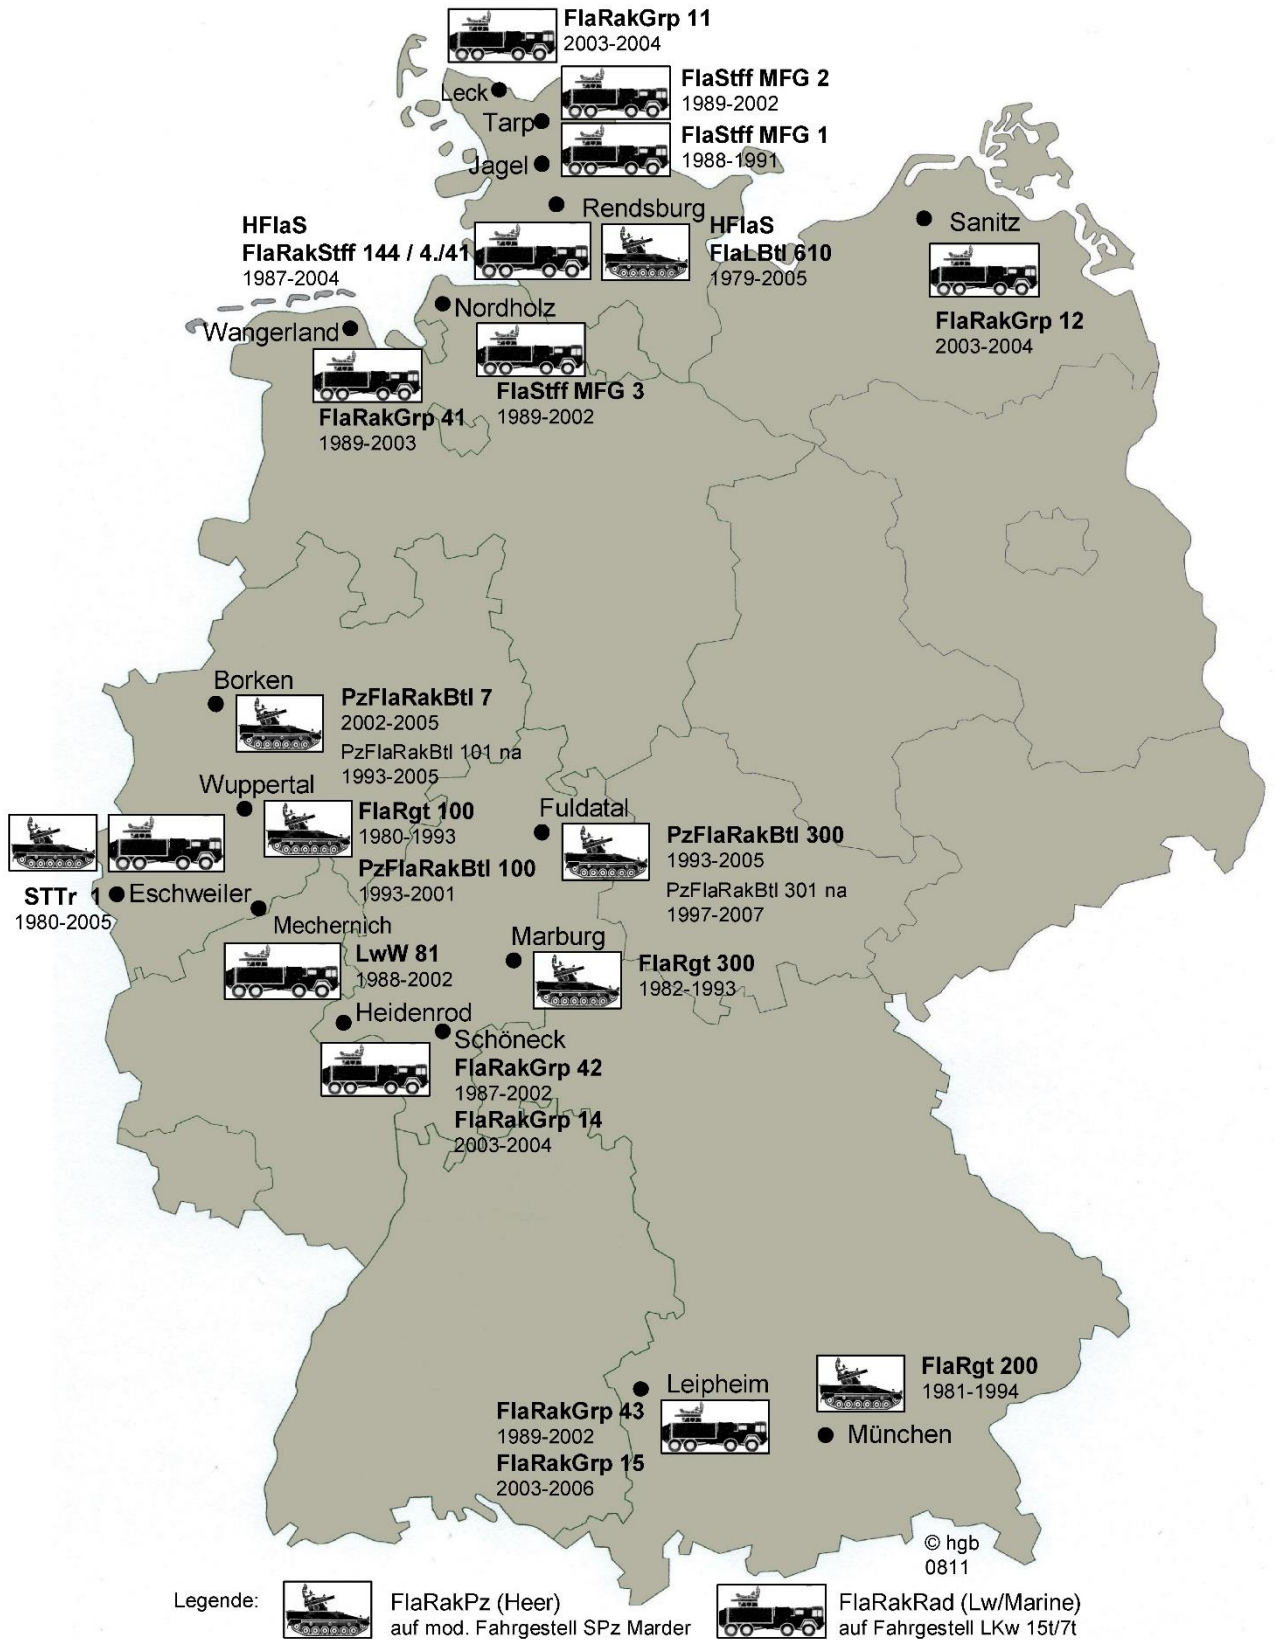 FlaRakGrp 11
2003-2004
Leck
FlaStff MFG 2
1989-2002
Tarp
FlaStff MFG 1
1988-1991
Jagel
Rendsburg
HFlaS
FlaRakStff 144 / 4./41
1987-2004
HFlaS
FlaLBtl 610
1979-2005
Sanitz
FlaRakGrp 12
2003-2004
Nordholz
FlaStff MFG 3
1989-2002
Wangerland
FlaRakGrp 41
1989-2003
Borken
PzFlaRakBtl 7
2002-2005
PzFlaRakBtl 101 na
1993-2005
Wuppertal
FlaRgt 100
1980-1993
PzFlaRakBtl 100
1993-2001
Fuldatal
PzFlaRakBtl 300
1993-2005
PzFlaRakBtl 301 na
1997-2007
STTr 1
1980-2005
Eschweiler
Mechernich
LwW 81
1988-2002
Marburg
FlaRgt 300
1982-1993
Heidenrod
Schöneck
FlaRakGrp 42
1987-2002
FlaRakGrp 14
2003-2004
Leipheim
FlaRakGrp 43
1989-2002
FlaRakGrp 15
2003-2006
FlaRgt 200
1981-1994
München
© hgb
0811
Legende:
FlaRakPz (Heer)
auf mod. Fahrgestell SPz Marder
FlaRakRad (Lw/Marine)
auf Fahrgestell LKw 15t/7t